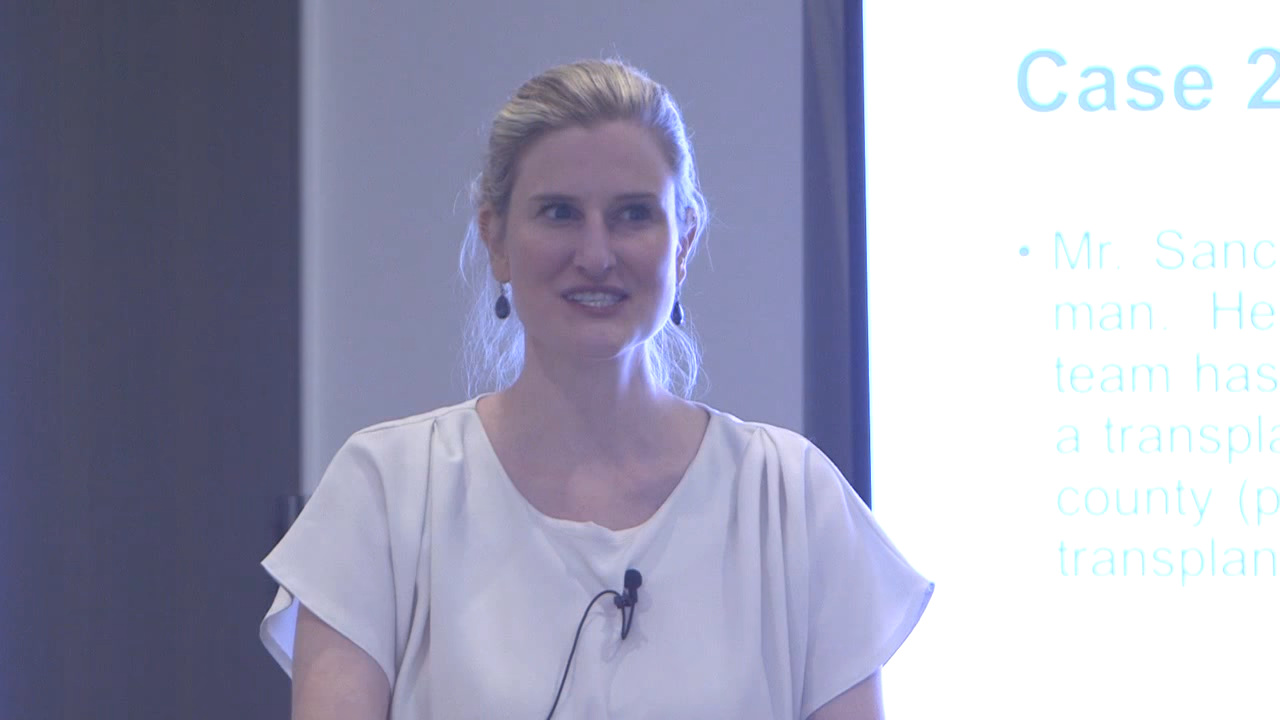 Case 2
• Mr. Sanc
man. He
team has
a transpla
county (p
transplan